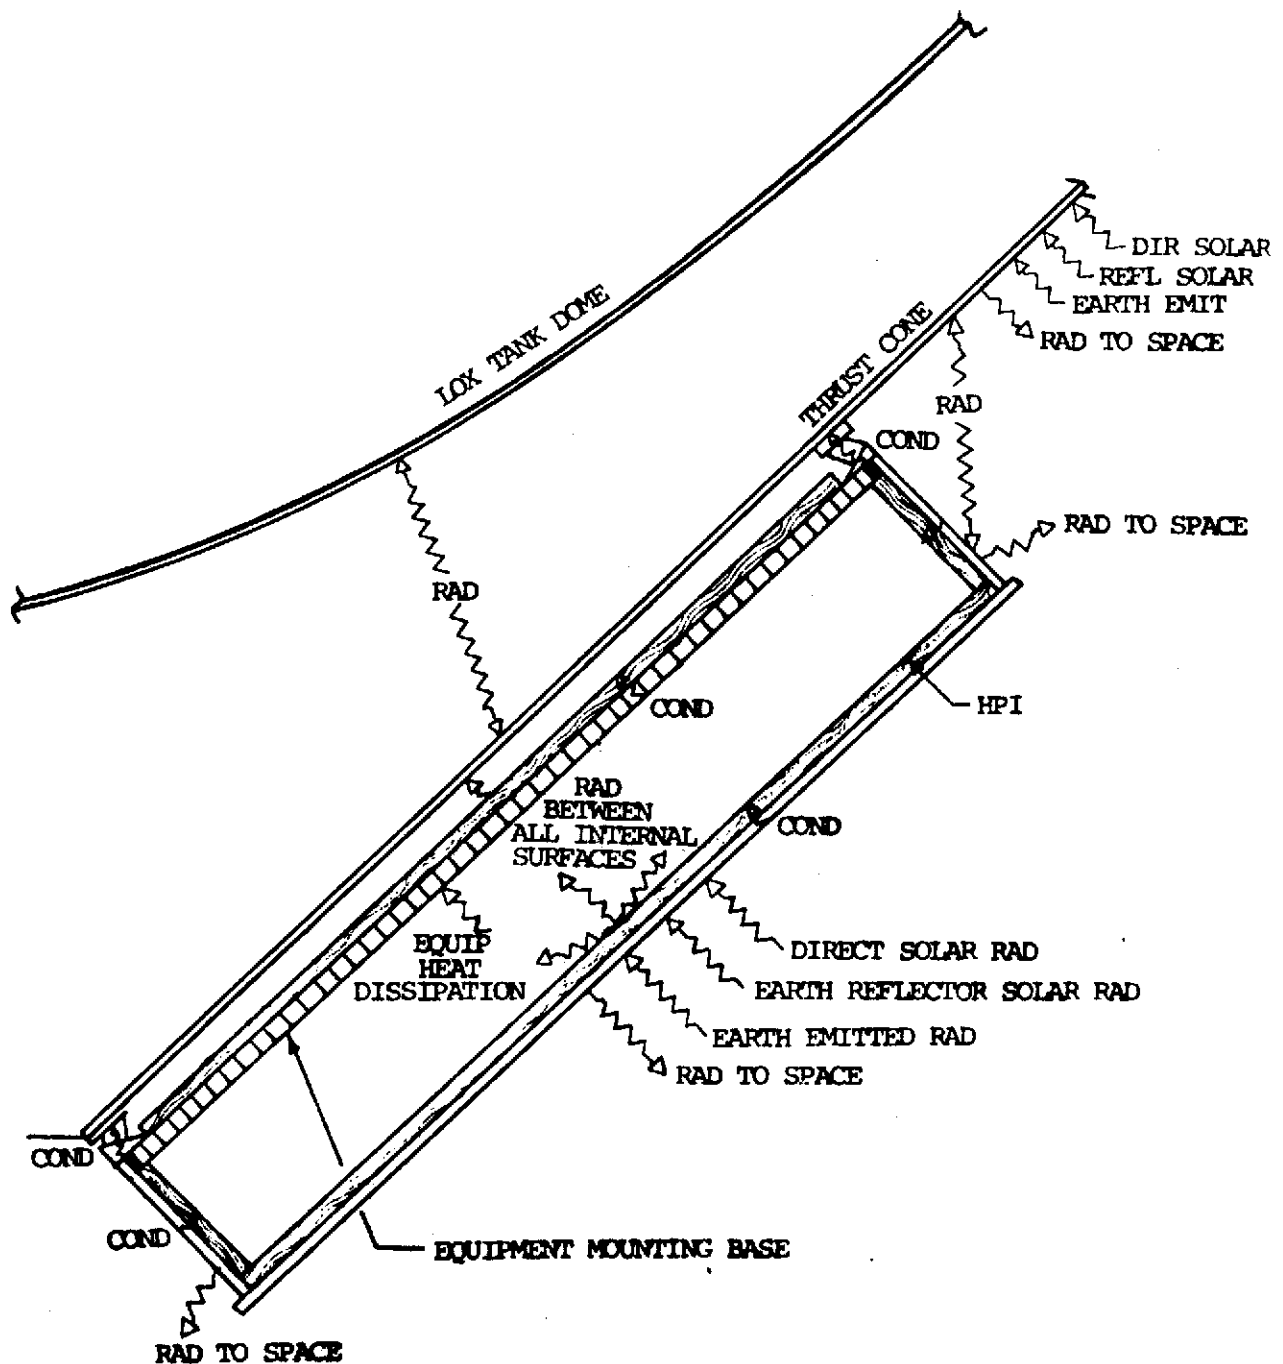 DIR SOLAR
REFL SOLAR
EARTH EMIT
RAD TO SPACE
LOX TANK DOME
THRUST CONE
RAD
COND
RAD TO SPACE
RAD
HPI
COND
RAD
BETWEEN
ALL INTERNAL
SURFACES
COND
EQUIP
HEAT
DISSIPATION
DIRECT SOLAR RAD
EARTH REFLECTOR SOLAR RAD
EARTH EMITTED RAD
RAD TO SPACE
COND
COND
EQUIPMENT MOUNTING BASE
RAD TO SPACE